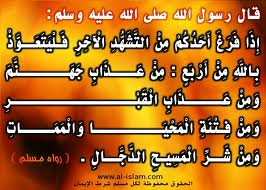 قال رسول الله صلى الله عليه وسلم :
إِذَا فَرَغَ أَحَدُكُمْ مِنْ التَّشَهُّدِ الْآخِرِ فَلْيَتَعَوَّذْ
بِاللَّهِ مِنْ أَرْبَعٍ : مِنْ عَذَابِ جَهَنَّمَ
وَمِنْ عَذَابِ الْقَبْرِ
وَمِنْ فِتْنَةِ الْمَحْيَا وَالْمَمَاتِ
وَمِنْ شَرِّ الْمَسِيحِ الدَّجَّالِ . ( رواه مسلم )
www.al-islam.com
الحقوق محفوظة لكل مسلم شرط الإيمان